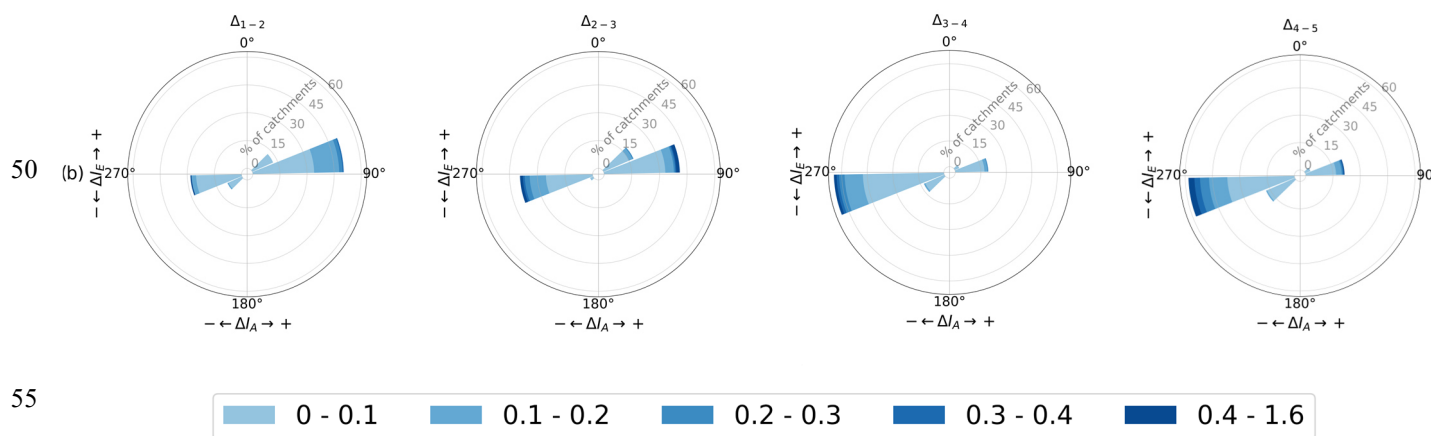 Δ1−2 Δ2−3 Δ3−4 Δ4−5
0° 0° 0° 0°
% of catchments % of catchments % of catchments % of catchments
0 15 30 45 60 0 15 30 45 60 0 15 30 45 60 0 15 30 45 60
50 (b) 270° 90° 270° 90° 270° 90° 270° 90
− ← ΔIE → + − ← ΔIE → + − ← ΔIE → + − ← ΔIE → +
180° 180° 180° 180°
− ← ΔIA → + − ← ΔIA → + − ← ΔIA → + − ← ΔIA → +
55
0 - 0.1 0.1 - 0.2 0.2 - 0.3 0.3 - 0.4 0.4 - 1.6